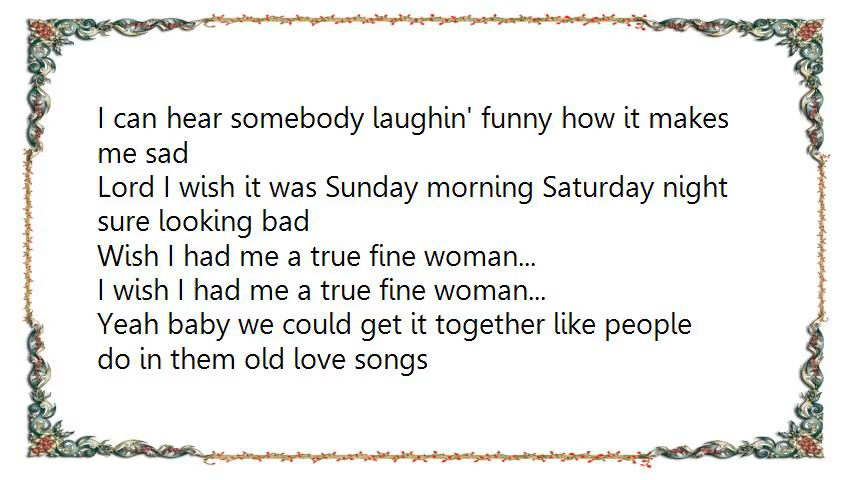 I can hear somebody laughin' funny how it makes
me sad
Lord I wish it was Sunday morning Saturday night
sure looking bad
Wish I had me a true fine woman...
I wish I had me a true fine woman...
Yeah baby we could get it together like people
do in them old love songs